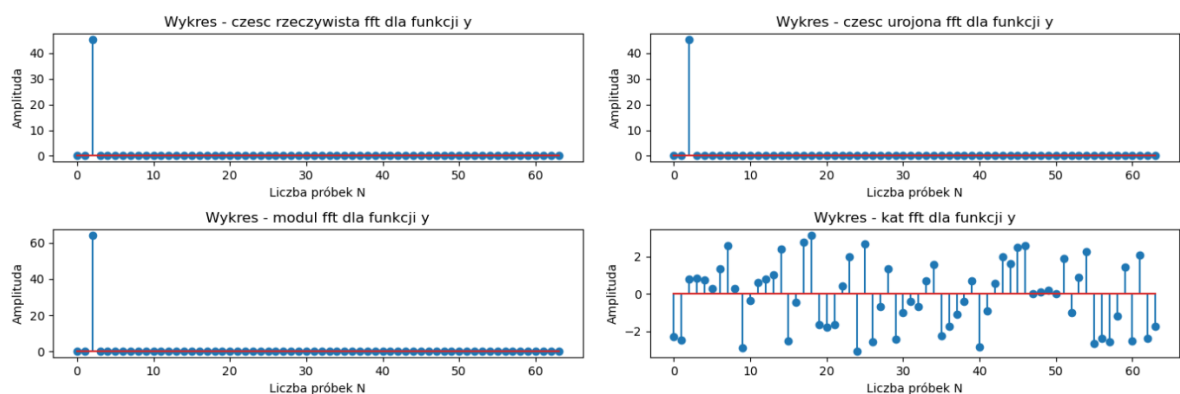 Wykres - czesc rzeczywista fft dla funkcji y
Amplituda
40
30
20
10
0
0 10 20 30 40 50 60
Liczba próbek N
Wykres - czesc urojona fft dla funkcji y
Amplituda
40
30
20
10
0
0 10 20 30 40 50 60
Liczba próbek N
Wykres - modul fft dla funkcji y
Amplituda
60
40
20
0
0 10 20 30 40 50 60
Liczba próbek N
Wykres - kat fft dla funkcji y
Amplituda
2
0
−2
0 10 20 30 40 50 60
Liczba próbek N